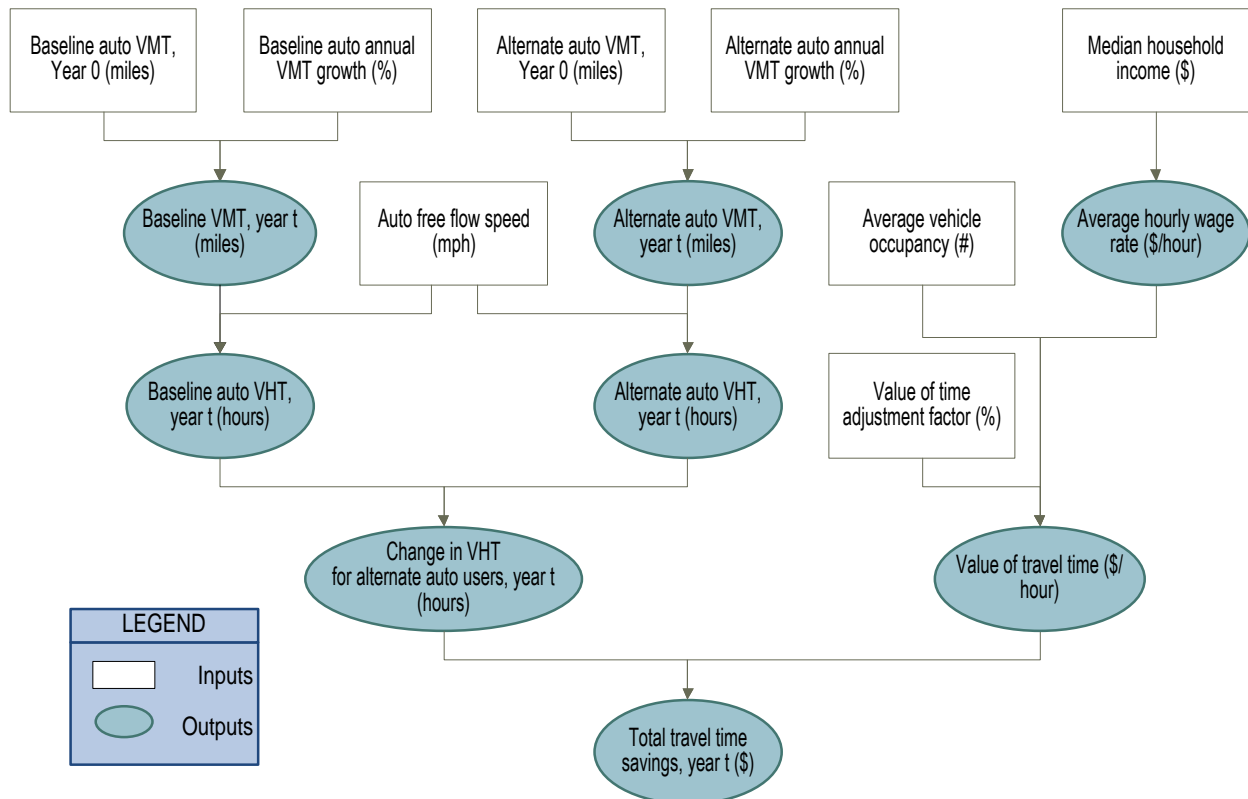 Baseline auto VMT,
Year 0 (miles)
Baseline auto annual
VMT growth (%)
Alternate auto VMT,
Year 0 (miles)
Alternate auto annual
VMT growth (%)
Median household
income ($)
Baseline VMT, year t
(miles)
Auto free flow speed
(mph)
Alternate auto VMT,
year t (miles)
Average vehicle
occupancy (#)
Average hourly wage
rate ($/hour)
Baseline auto VHT,
year t (hours)
Alternate auto VHT,
year t (hours)
Value of time
adjustment factor (%)
Change in VHT
for alternate auto users, year t
(hours)
Value of travel time ($/
hour)
LEGEND
Inputs
Outputs
Total travel time
savings, year t ($)